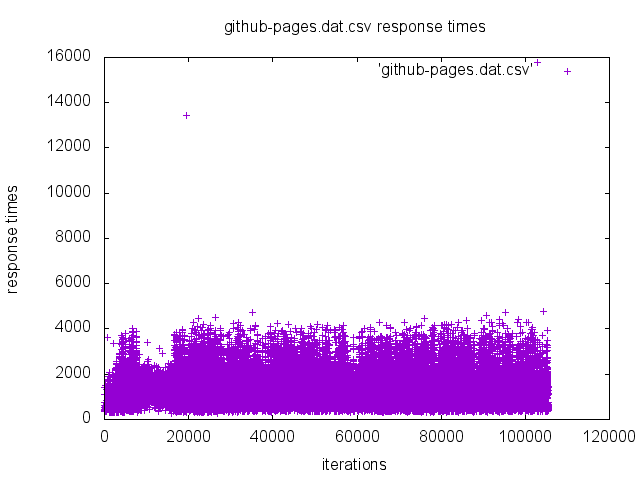 github-pages.dat.csv response times
16000
'github-pages.dat.csv'
14000
12000
10000
8000
6000
4000
2000
0
response times
0 20000 40000 60000 80000 100000 120000
iterations